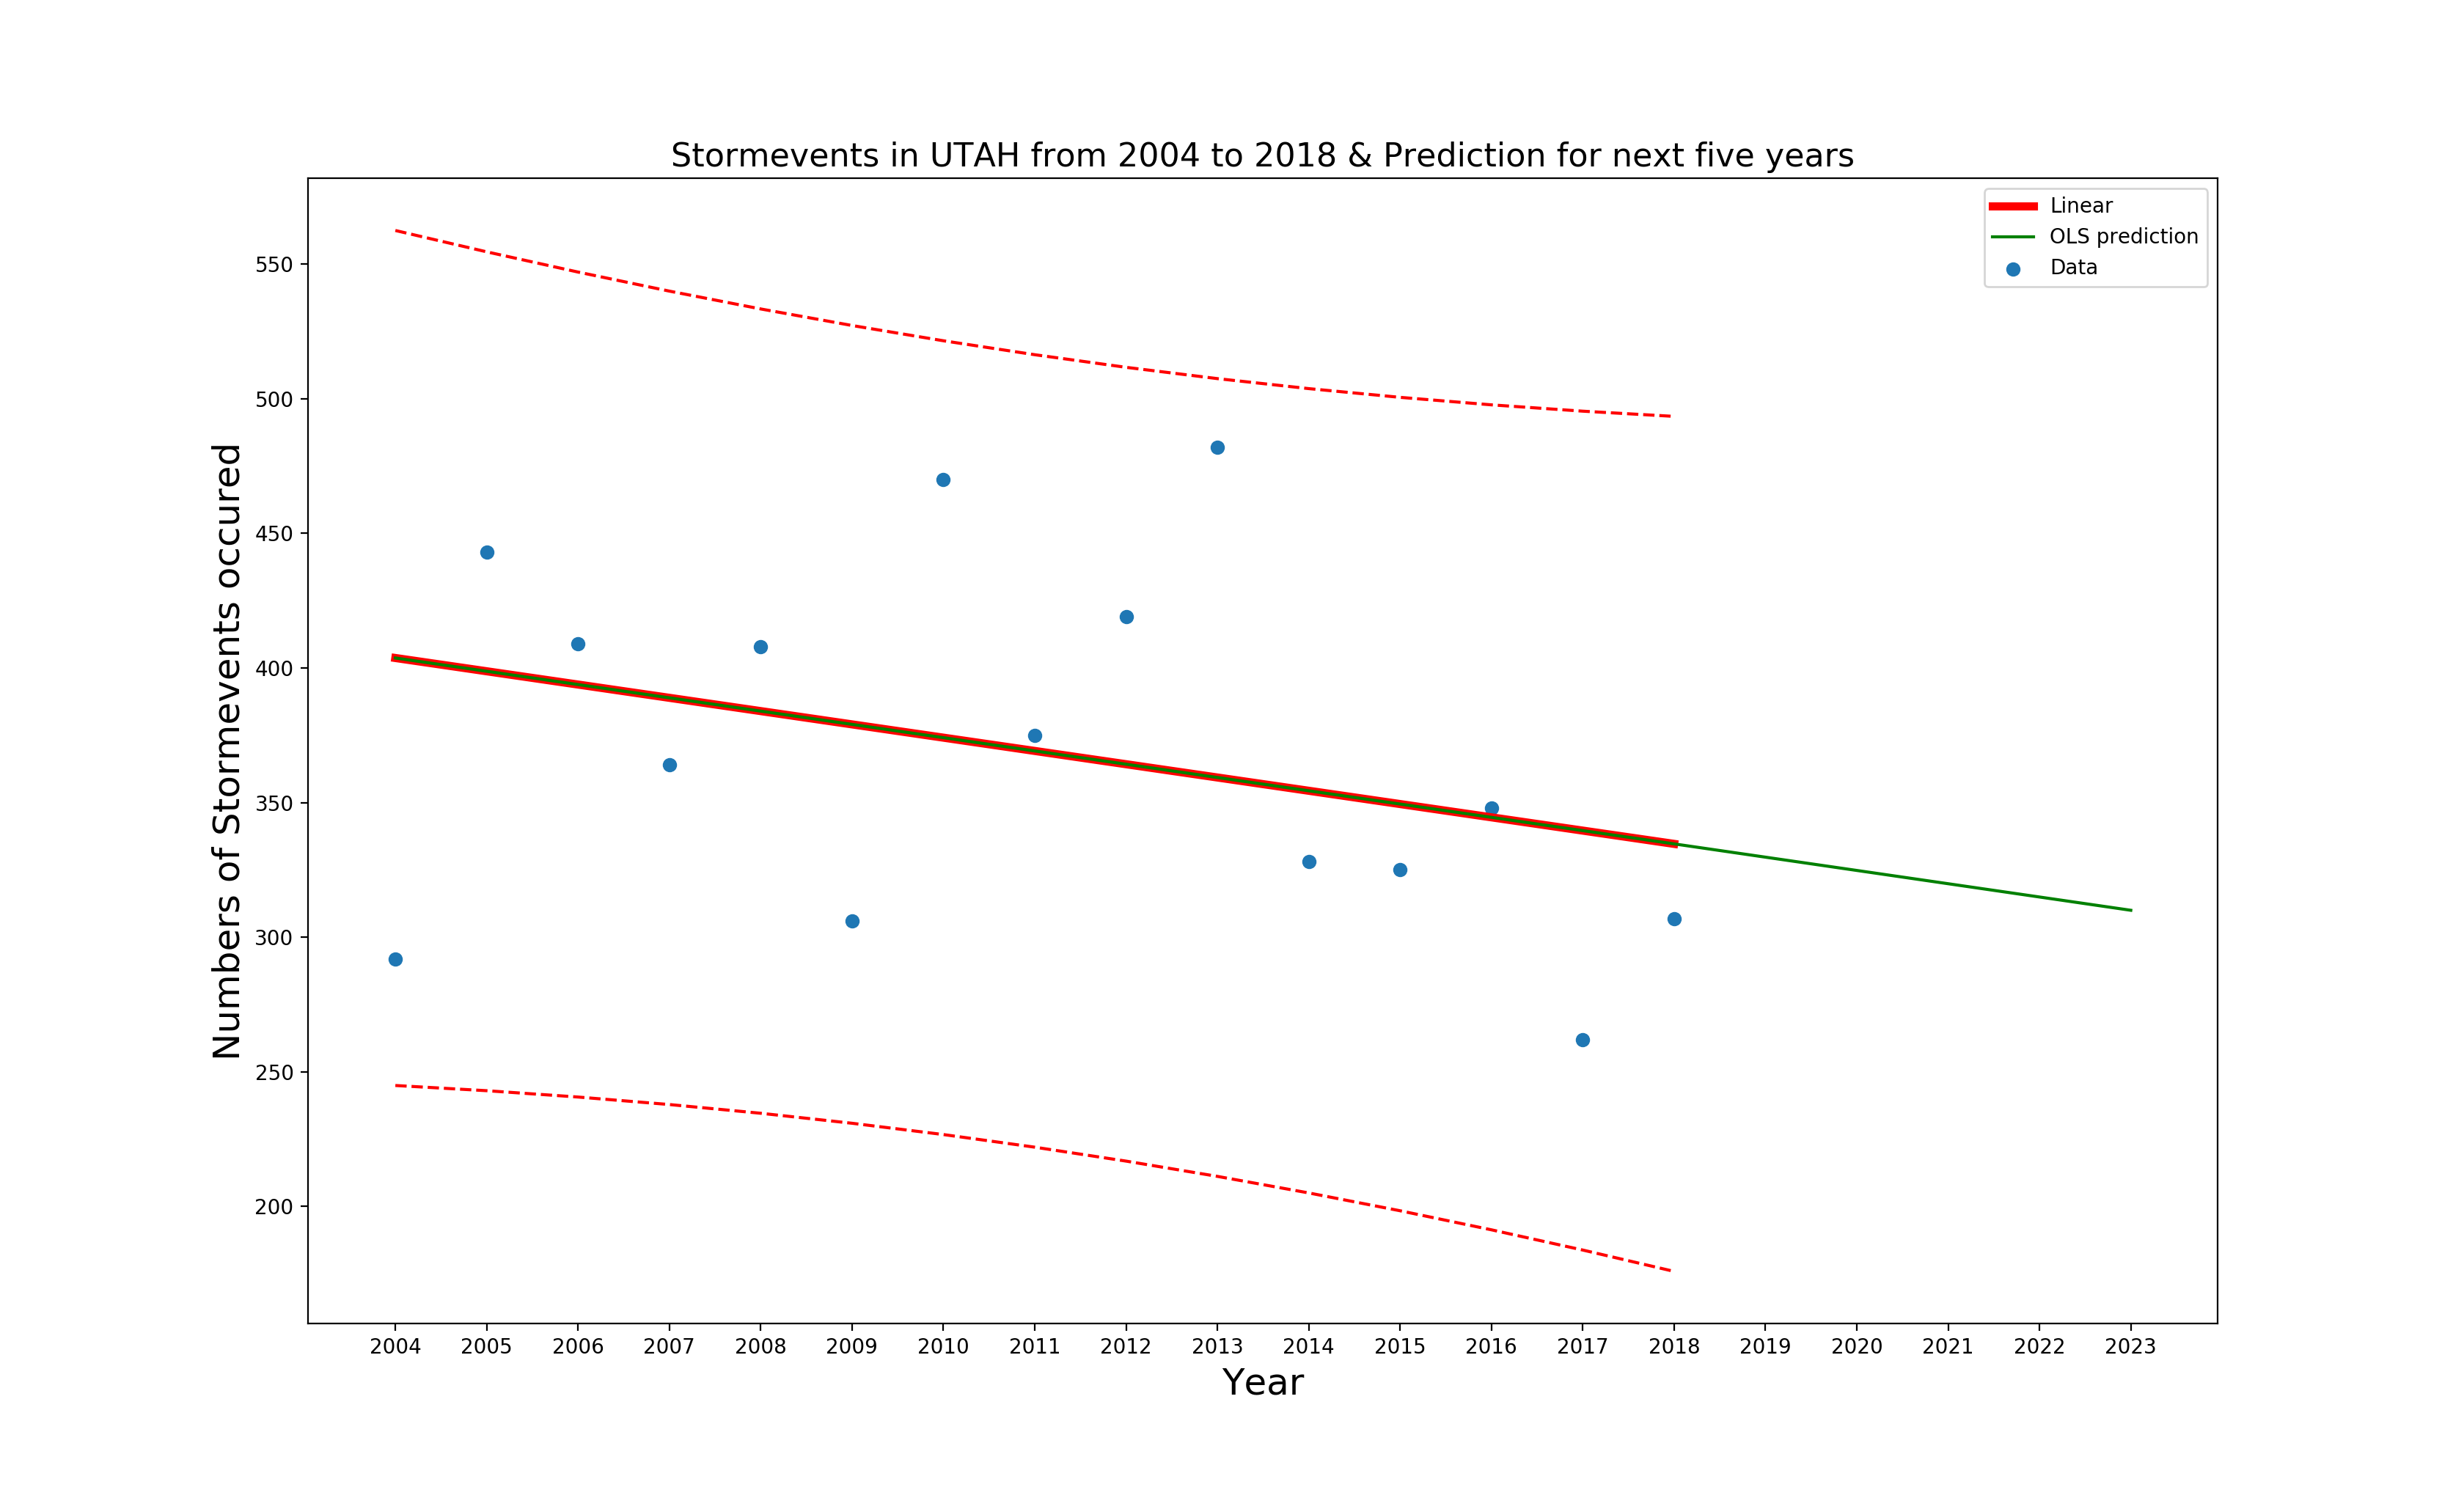 Stormevents in UTAH from 2004 to 2018 & Prediction for next five years
Linear
OLS prediction
Data
550
500
450
400
350
300
250
200
Numbers of Stormevents occured
2004 2005 2006 2007 2008 2009 2010 2011 2012 2013 2014 2015 2016 2017 2018 2019 2020 2021 2022 2023
Year